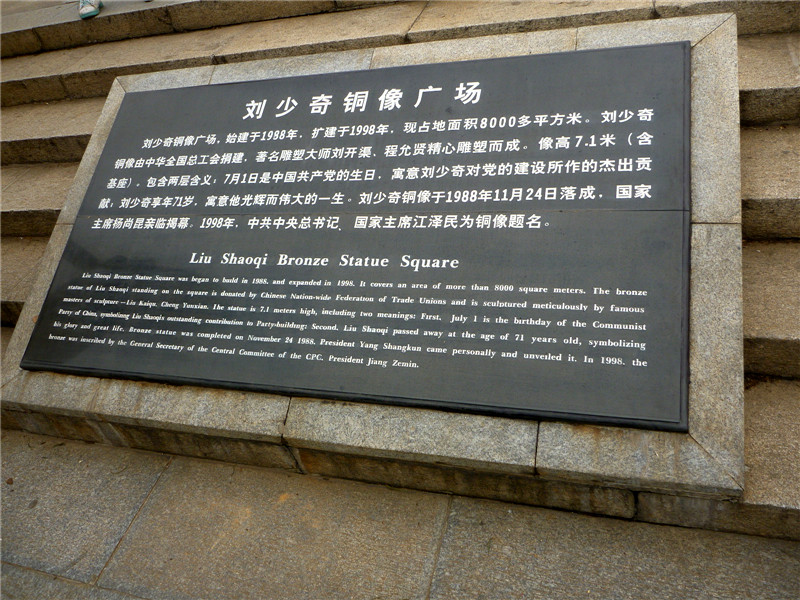 刘少奇铜像广场
刘少奇铜像广场，始建于1988年，扩建于1998年，现占地面积8000多平方米。刘少奇
铜像由中华全国总工会捐建，著名雕塑大师刘开渠、程允贤精心雕塑而成。像高7.1米（含
基座），包含两层含义：7月1日是中国共产党的生日，寓意刘少奇对党的建设所作的杰出贡
献；刘少奇享年71岁，寓意他光辉而伟大的一生。刘少奇铜像于1988年11月24日落成，国家
主席杨尚昆亲临揭幕。1998年，中共中央总书记、国家主席江泽民为铜像题名。
Liu Shaoqi Bronze Statue Square
Liu Shaoqi Bronze Statue Square was began to build in 1988, and expanded in 1998. It covers an area of more than 8000 square meters. The bronze
statue of Liu Shaoqi standing on the square is donated by Chinese Nation-wide Federation of Trade Unions and is sculptured meticulously by famous
masters of sculpture—Liu Kaiqu, Cheng Yunxian. The statue is 7.1 meters high, including two meanings: First, July 1 is the birthday of the Communist
Party of China, symbolizing Liu Shaoqi's outstanding contribution to Party-buildng; Second, Liu Shaoqi passed away at the age of 71 years old, symbolizing
his glory and great life. Bronze statue was completed on November 24 1988. President Yang Shangkun came personally and unveiled it. In 1998, the
bronze was inscribed by the General Secretary of the Central Committee of the CPC, President Jiang Zemin.